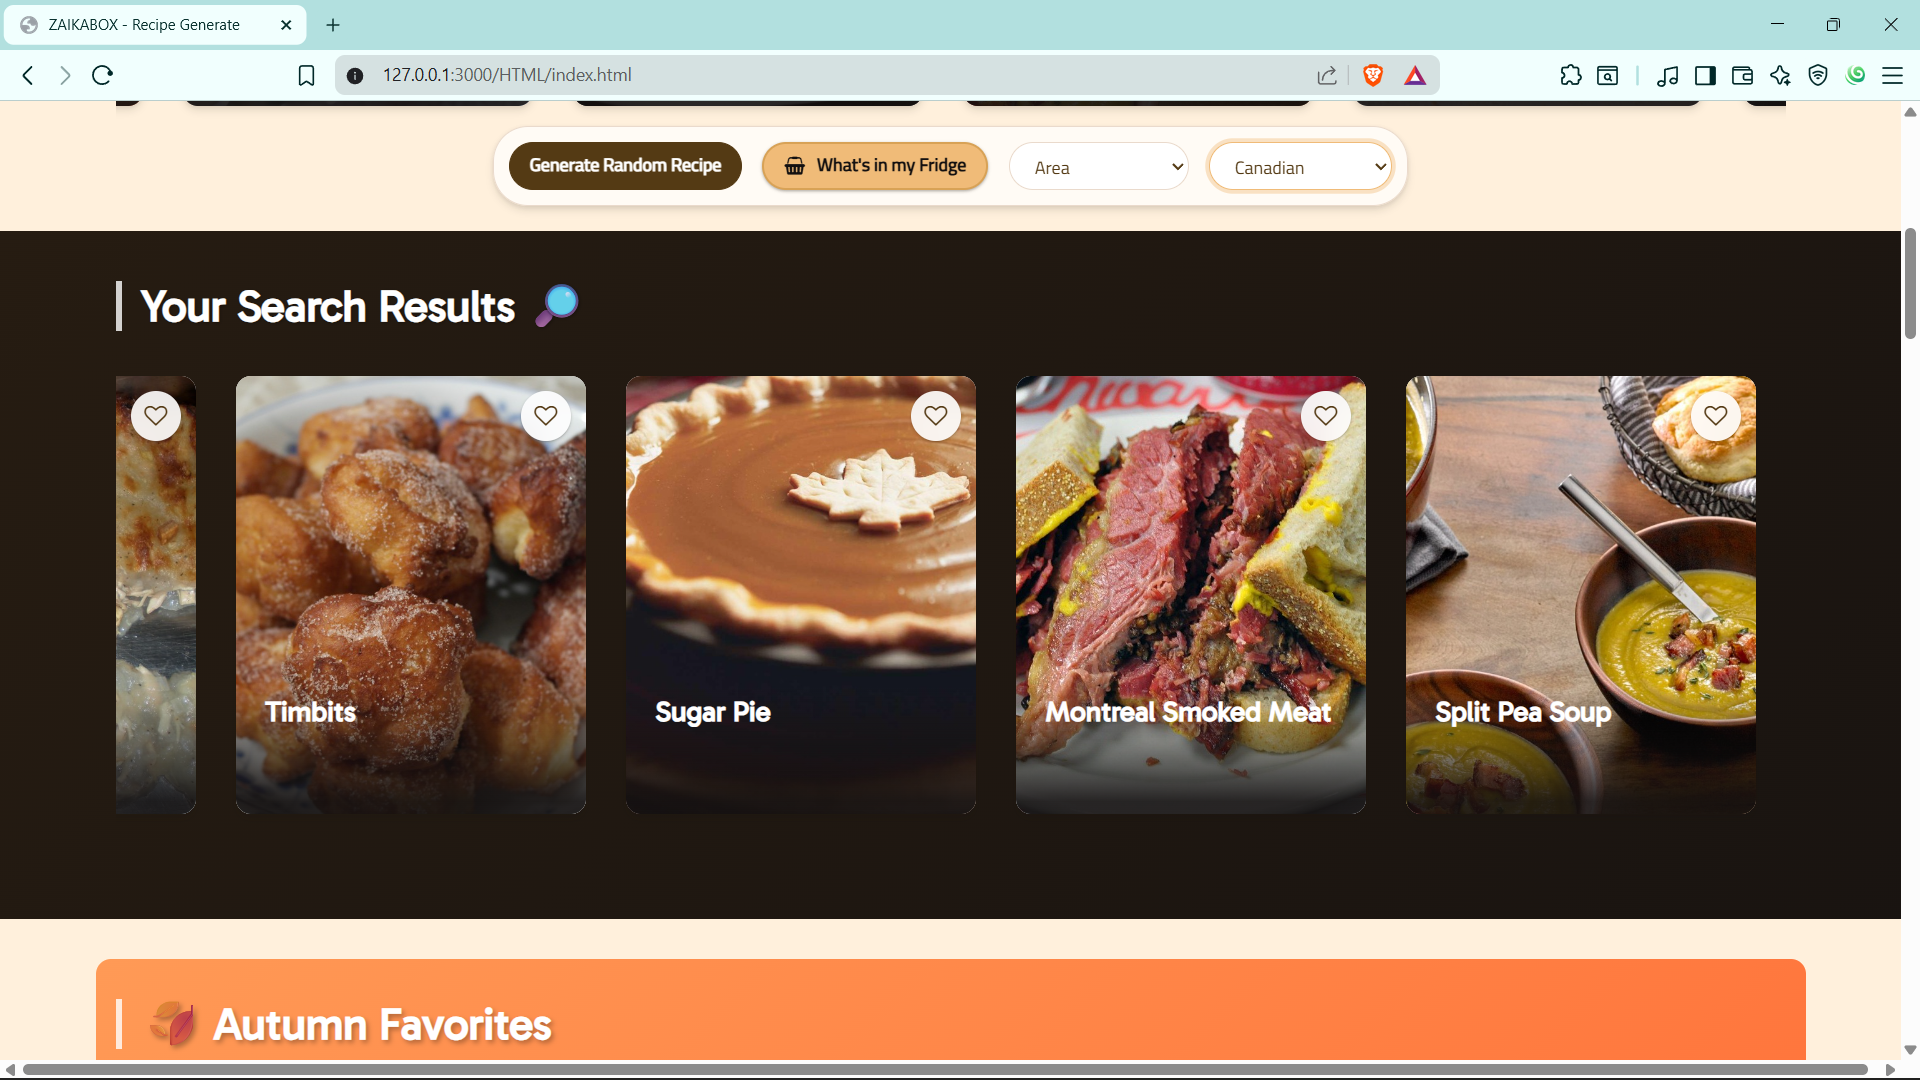 ZAIKABOX - Recipe Generate
127.0.0.1:3000/HTML/index.html
Generate Random Recipe
What's in my Fridge
Area
Canadian
Your Search Results
Timbits
Sugar Pie
Montreal Smoked Meat
Split Pea Soup
Autumn Favorites